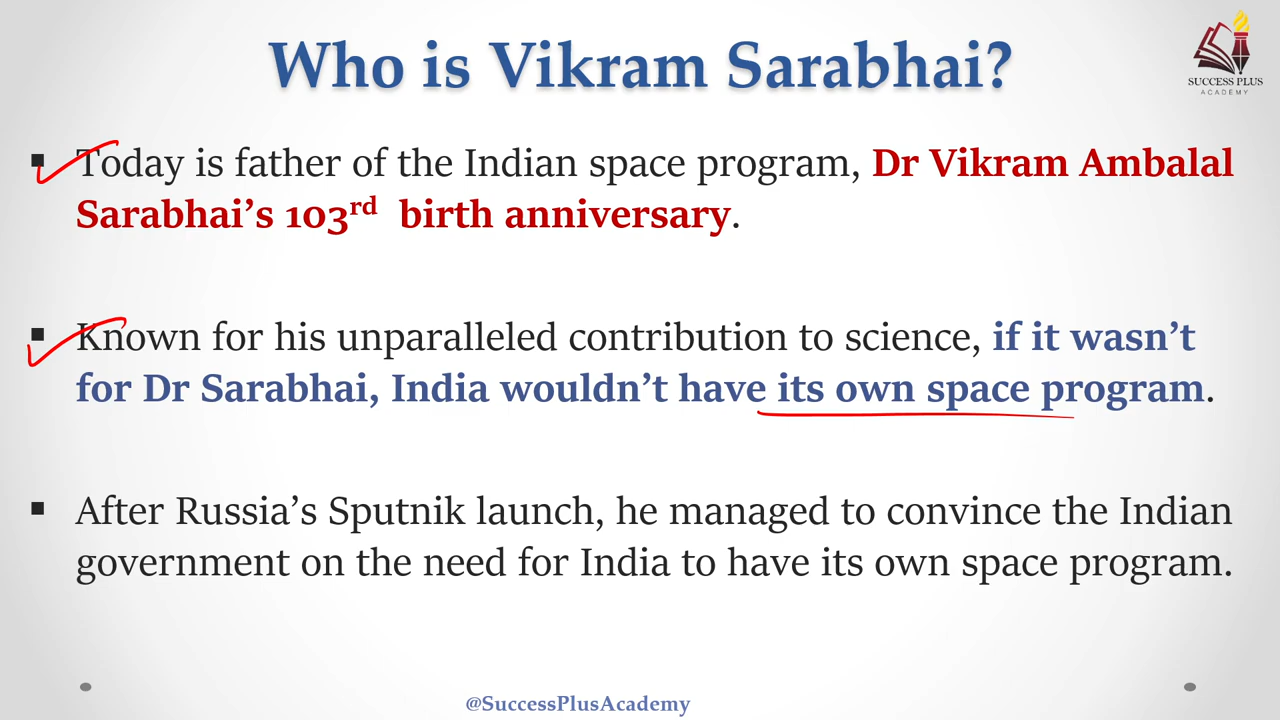 Who is Vikram Sarabhai?
SUCCESS PLUS
ACADEMY
▪ Today is father of the Indian space program, Dr Vikram Ambalal
Sarabhai’s 103rd birth anniversary.
▪ Known for his unparalleled contribution to science, if it wasn’t
for Dr Sarabhai, India wouldn’t have its own space program.
▪ After Russia’s Sputnik launch, he managed to convince the Indian
government on the need for India to have its own space program.
@SuccessPlusAcademy